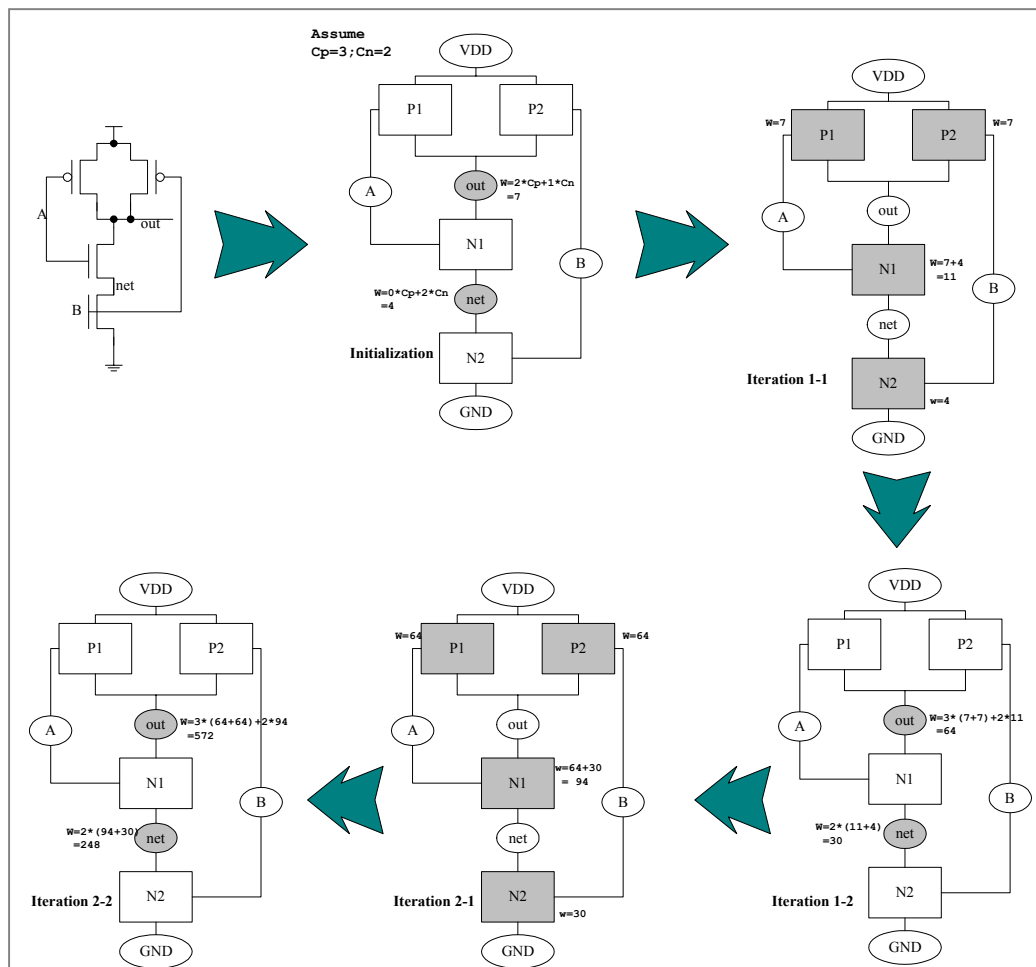 Assume
Cp=3;Cn=2
A
out
net
B
VDD
P1
P2
A
out
W=2*Cp+1*Cn
=7
N1
B
W=0*Cp+2*Cn
=4
net
Initialization
N2
GND
VDD
W=7
P1
P2
W=7
A
out
N1
W=7+4
=11
B
net
Iteration 1-1
N2
w=4
GND
VDD
P1
P2
A
out
W=3*(64+64)+2*94
=572
N1
B
W=2*(94+30)
=248
net
Iteration 2-2
N2
GND
VDD
W=64
P1
P2
W=64
A
out
N1
w=64+30
= 94
B
net
Iteration 2-1
N2
w=30
GND
VDD
P1
P2
A
out
W=3*(7+7)+2*11
=64
N1
B
W=2*(11+4)
=30
net
Iteration 1-2
N2
GND